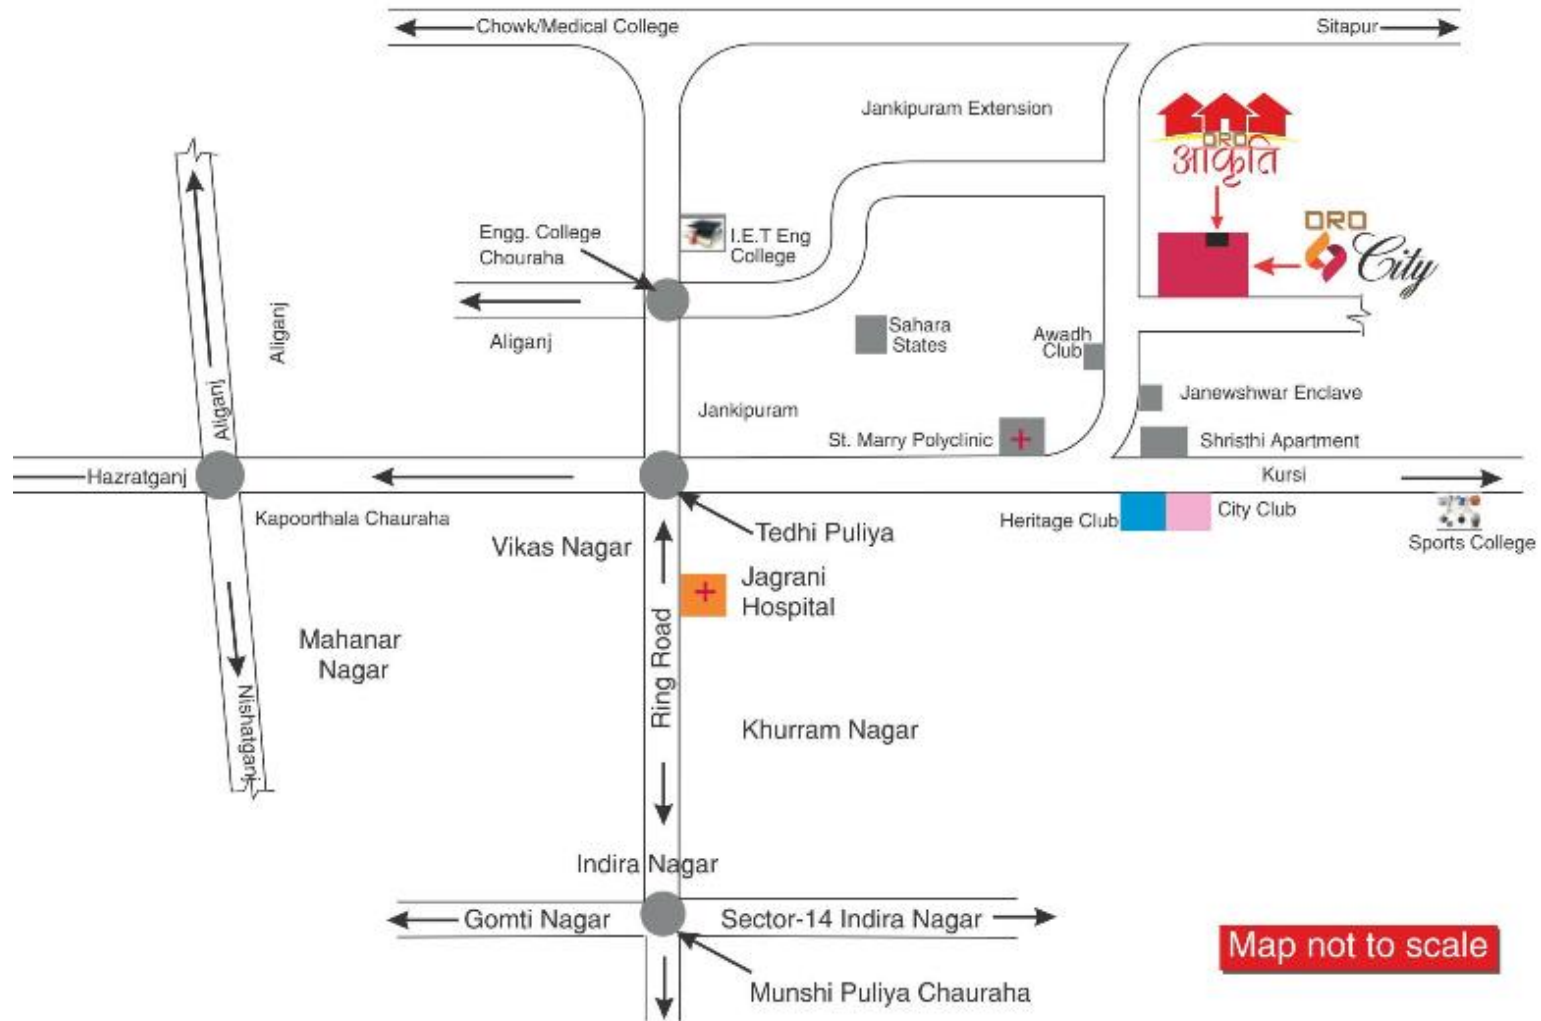 Chowk/Medical College
Sitapur
Jankipuram Extension
ORO
आकृति
ORO
City
Engg. College
Chouraha
I.E.T Eng
College
Aliganj
Aliganj
Aliganj
Sahara
States
Awadh
Club
Janewshwar Enclave
Jankipuram
St. Marry Polyclinic
Shristhi Apartment
Hazratganj
Kursi
Kapoorthala Chauraha
Heritage Club
City Club
Sports College
Vikas Nagar
Tedhi Puliya
Jagrani
Hospital
Mahanar
Nagar
Ring Road
Nishatganj
Khurram Nagar
Indira Nagar
Gomti Nagar
Sector-14 Indira Nagar
Map not to scale
Munshi Puliya Chauraha